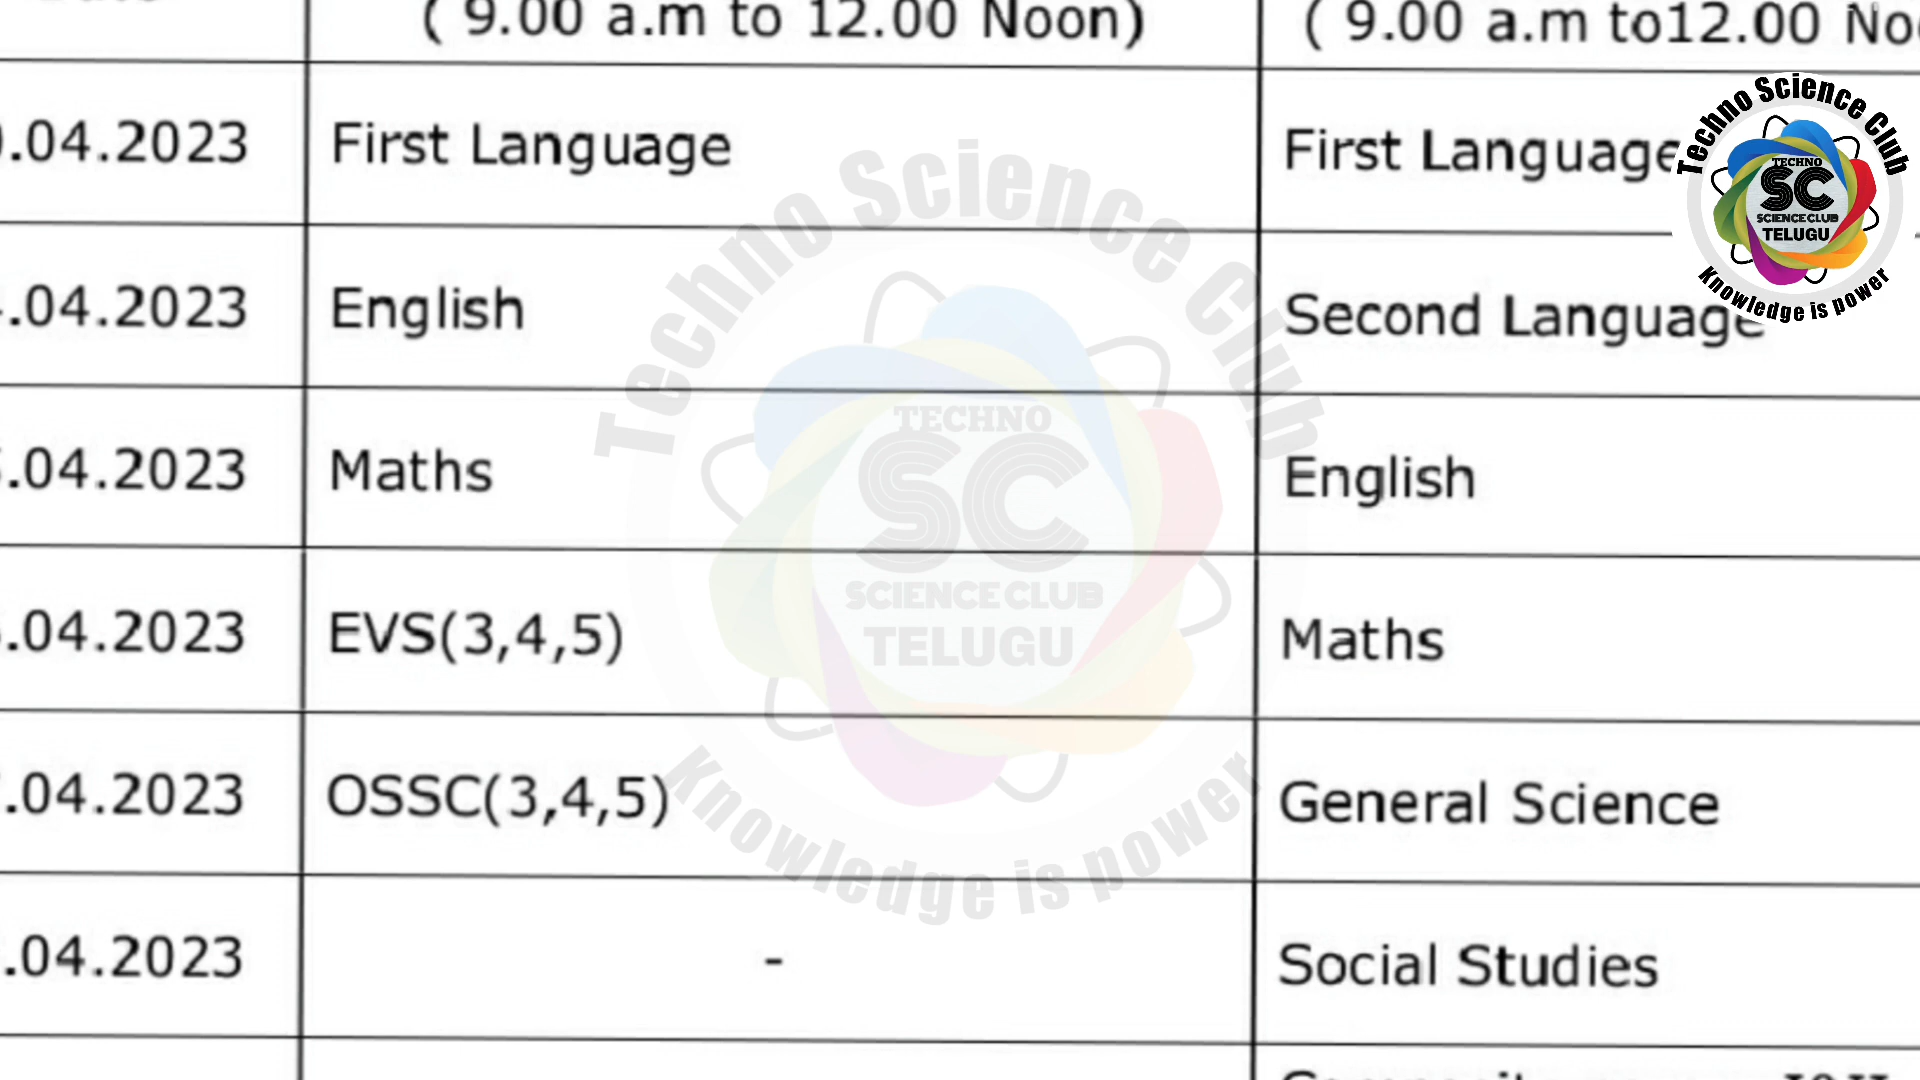 ( 9.00 a.m to 12.00 Noon) ( 9.00 a.m to12.00
.04.2023 First Language First Language
.04.2023 English Second Language
.04.2023 Maths English
.04.2023 EVS(3,4,5) Maths
.04.2023 OSSC(3,4,5) General Science
.04.2023 - Social Studies
Techno Science Club
TECHNO
SC
SCIENCE CLUB
TELUGU
Knowledge is power
Techno Science Club
TECHNO
SC
SCIENCE CLUB
TELUGU
Knowledge is power